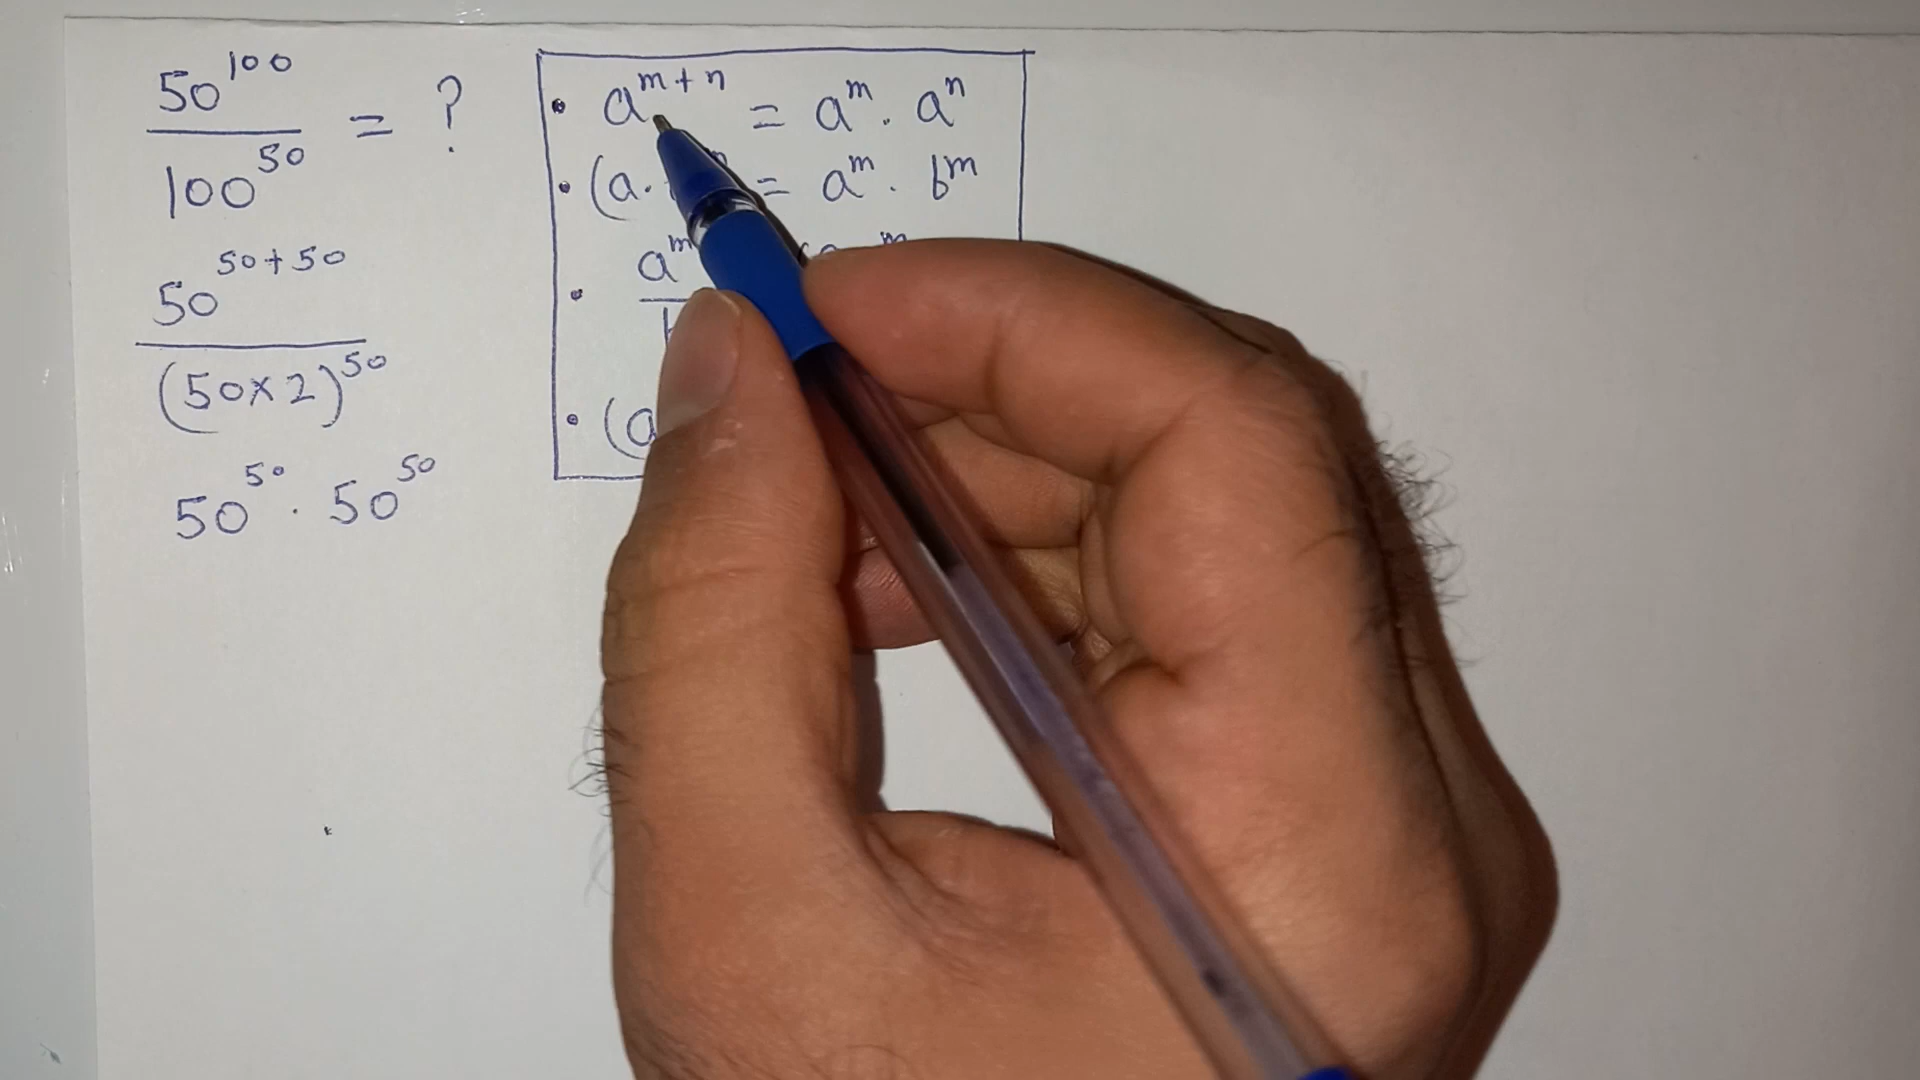 50^100 / 100^50 = ?
50^(50+50) / (50×2)^50
50^50 . 50^50
• a^(m+n) = a^m . a^n
• (a. = a^m . b^m
• a^m
• (a